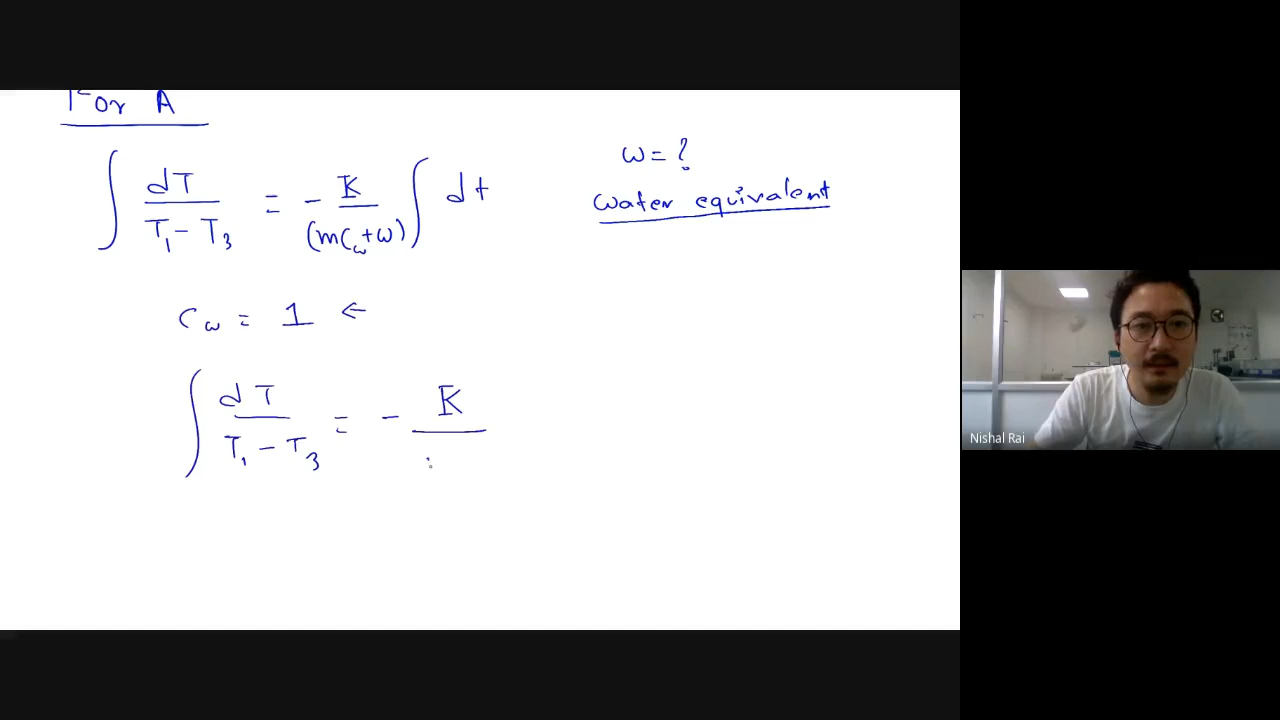 For A
∫ dT / (T₁ - T₃) = - K / (mC_w + w) ∫ dt
w = ?
water equivalent
C_w = 1 ←
∫ dT / (T₁ - T₃) = - K
Nishal Rai